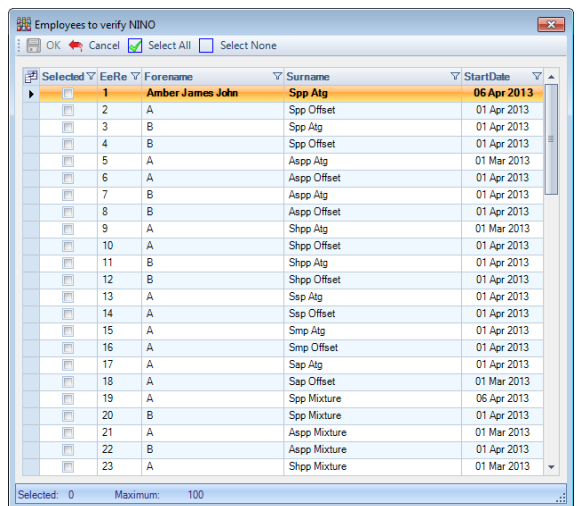 Employees to verify NINO
OK Cancel Select All Select None
Selected EeRe Forename Surname StartDate
1 Amber James John Spp Atg 06 Apr 2013
2 A Spp Offset 01 Apr 2013
3 B Spp Atg 01 Apr 2013
4 B Spp Offset 01 Apr 2013
5 A Aspp Atg 01 Mar 2013
6 A Aspp Offset 01 Apr 2013
7 B Aspp Atg 01 Apr 2013
8 B Aspp Offset 01 Apr 2013
9 A Shpp Atg 01 Mar 2013
10 A Shpp Offset 01 Apr 2013
11 B Shpp Atg 01 Apr 2013
12 B Shpp Offset 01 Apr 2013
13 A Ssp Atg 01 Apr 2013
14 A Ssp Offset 01 Apr 2013
15 A Smp Atg 01 Apr 2013
16 A Smp Offset 01 Apr 2013
17 A Sap Atg 01 Apr 2013
18 A Sap Offset 01 Mar 2013
19 A Spp Mixture 06 Apr 2013
20 B Spp Mixture 01 Apr 2013
21 A Aspp Mixture 01 Mar 2013
22 B Aspp Mixture 01 Apr 2013
23 A Shpp Mixture 01 Mar 2013
Selected: 0 Maximum: 100